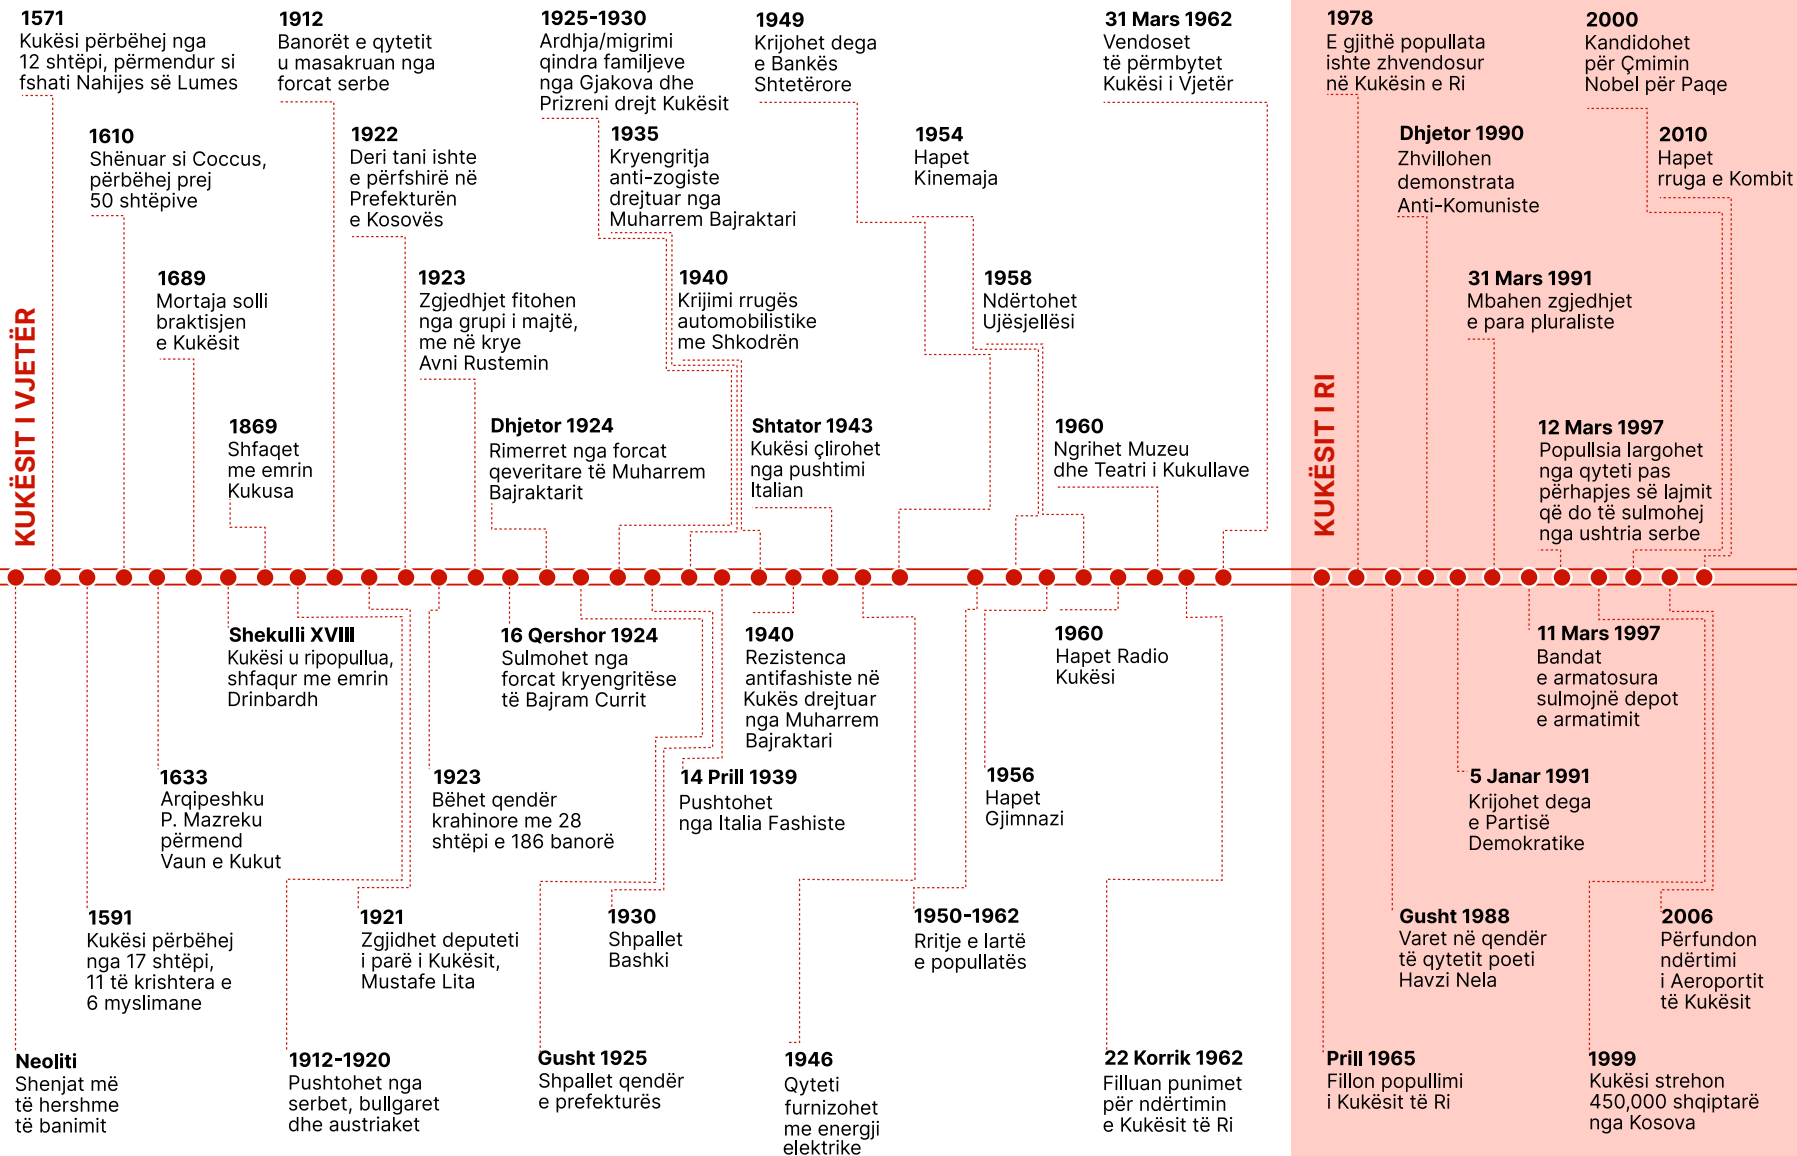 KUKËSIT I VJETËR
1571
Kukësi përbëhej nga
12 shtëpi, përmendur si
fshati Nahijes së Lumes
1912
Banorët e qytetit
u masakruan nga
forcat serbe
1925-1930
Ardhja/migrimi
qindra familjeve
nga Gjakova dhe
Prizreni drejt Kukësit
1949
Krijohet dega
e Bankës
Shtetërore
31 Mars 1962
Vendoset
të përmbytet
Kukësi i Vjetër
1610
Shënuar si Coccus,
përbëhej prej
50 shtëpive
1922
Deri tani ishte
e përfshirë në
Prefekturën
e Kosovës
1935
Kryengritja
anti-zogiste
drejtuar nga
Muharrem Bajraktari
1954
Hapet
Kinemaja
1689
Mortaja solli
braktisjen
e Kukësit
1923
Zgjedhjet fitohen
nga grupi i majtë,
me në krye
Avni Rustemin
1940
Krijimi rrugës
automobilistike
me Shkodrën
1958
Ndërtohet
Ujësjellësi
1869
Shfaqet
me emrin
Kukusa
Dhjetor 1924
Rimerret nga forcat
qeveritare të Muharrem
Bajraktarit
Shtator 1943
Kukësi çlirohet
nga pushtimi
Italian
1960
Ngrihet Muzeu
dhe Teatri i Kukullave
Shekulli XVIII
Kukësi u ripopullua,
shfaqur me emrin
Drinbardh
16 Qershor 1924
Sulmohet nga
forcat kryengritëse
të Bajram Currit
1940
Rezistenca
antifashiste në
Kukës drejtuar
nga Muharrem
Bajraktari
1960
Hapet Radio
Kukësi
1633
Arqipeshku
P. Mazreku
përmend
Vaun e Kukut
1923
Bëhet qendër
krahinore me 28
shtëpi e 186 banorë
14 Prill 1939
Pushtohet
nga Italia Fashiste
1956
Hapet
Gjimnazi
1591
Kukësi përbëhej
nga 17 shtëpi,
11 të krishtera e
6 myslimane
1921
Zgjidhet deputeti
i parë i Kukësit,
Mustafe Lita
1930
Shpallet
Bashki
1950-1962
Rritje e lartë
e popullatës
Neoliti
Shenjat më
të hershme
të banimit
1912-1920
Pushtohet nga
serbet, bullgaret
dhe austriaket
Gusht 1925
Shpallet qendër
e prefekturës
1946
Qyteti
furnizohet
me energji
elektrike
22 Korrik 1962
Filluan punimet
për ndërtimin
e Kukësit të Ri
KUKËSIT I RI
1978
E gjithë popullata
ishte zhvendosur
në Kukësin e Ri
2000
Kandidohet
për Çmimin
Nobel për Paqe
Dhjetor 1990
Zhvillohen
demonstrata
Anti-Komuniste
2010
Hapet
rruga e Kombit
31 Mars 1991
Mbahen zgjedhjet
e para pluraliste
12 Mars 1997
Popullsia largohet
nga qyteti pas
përhapjes së lajmit
që do të sulmohej
nga ushtria serbe
11 Mars 1997
Bandat
e armatosura
sulmojnë depot
e armatimit
5 Janar 1991
Krijohet dega
e Partisë
Demokratike
Gusht 1988
Varet në qendër
të qytetit poeti
Havzi Nela
2006
Përfundon
ndërtimi
i Aeroportit
të Kukësit
Prill 1965
Fillon popullimi
i Kukësit të Ri
1999
Kukësi strehon
450,000 shqiptarë
nga Kosova